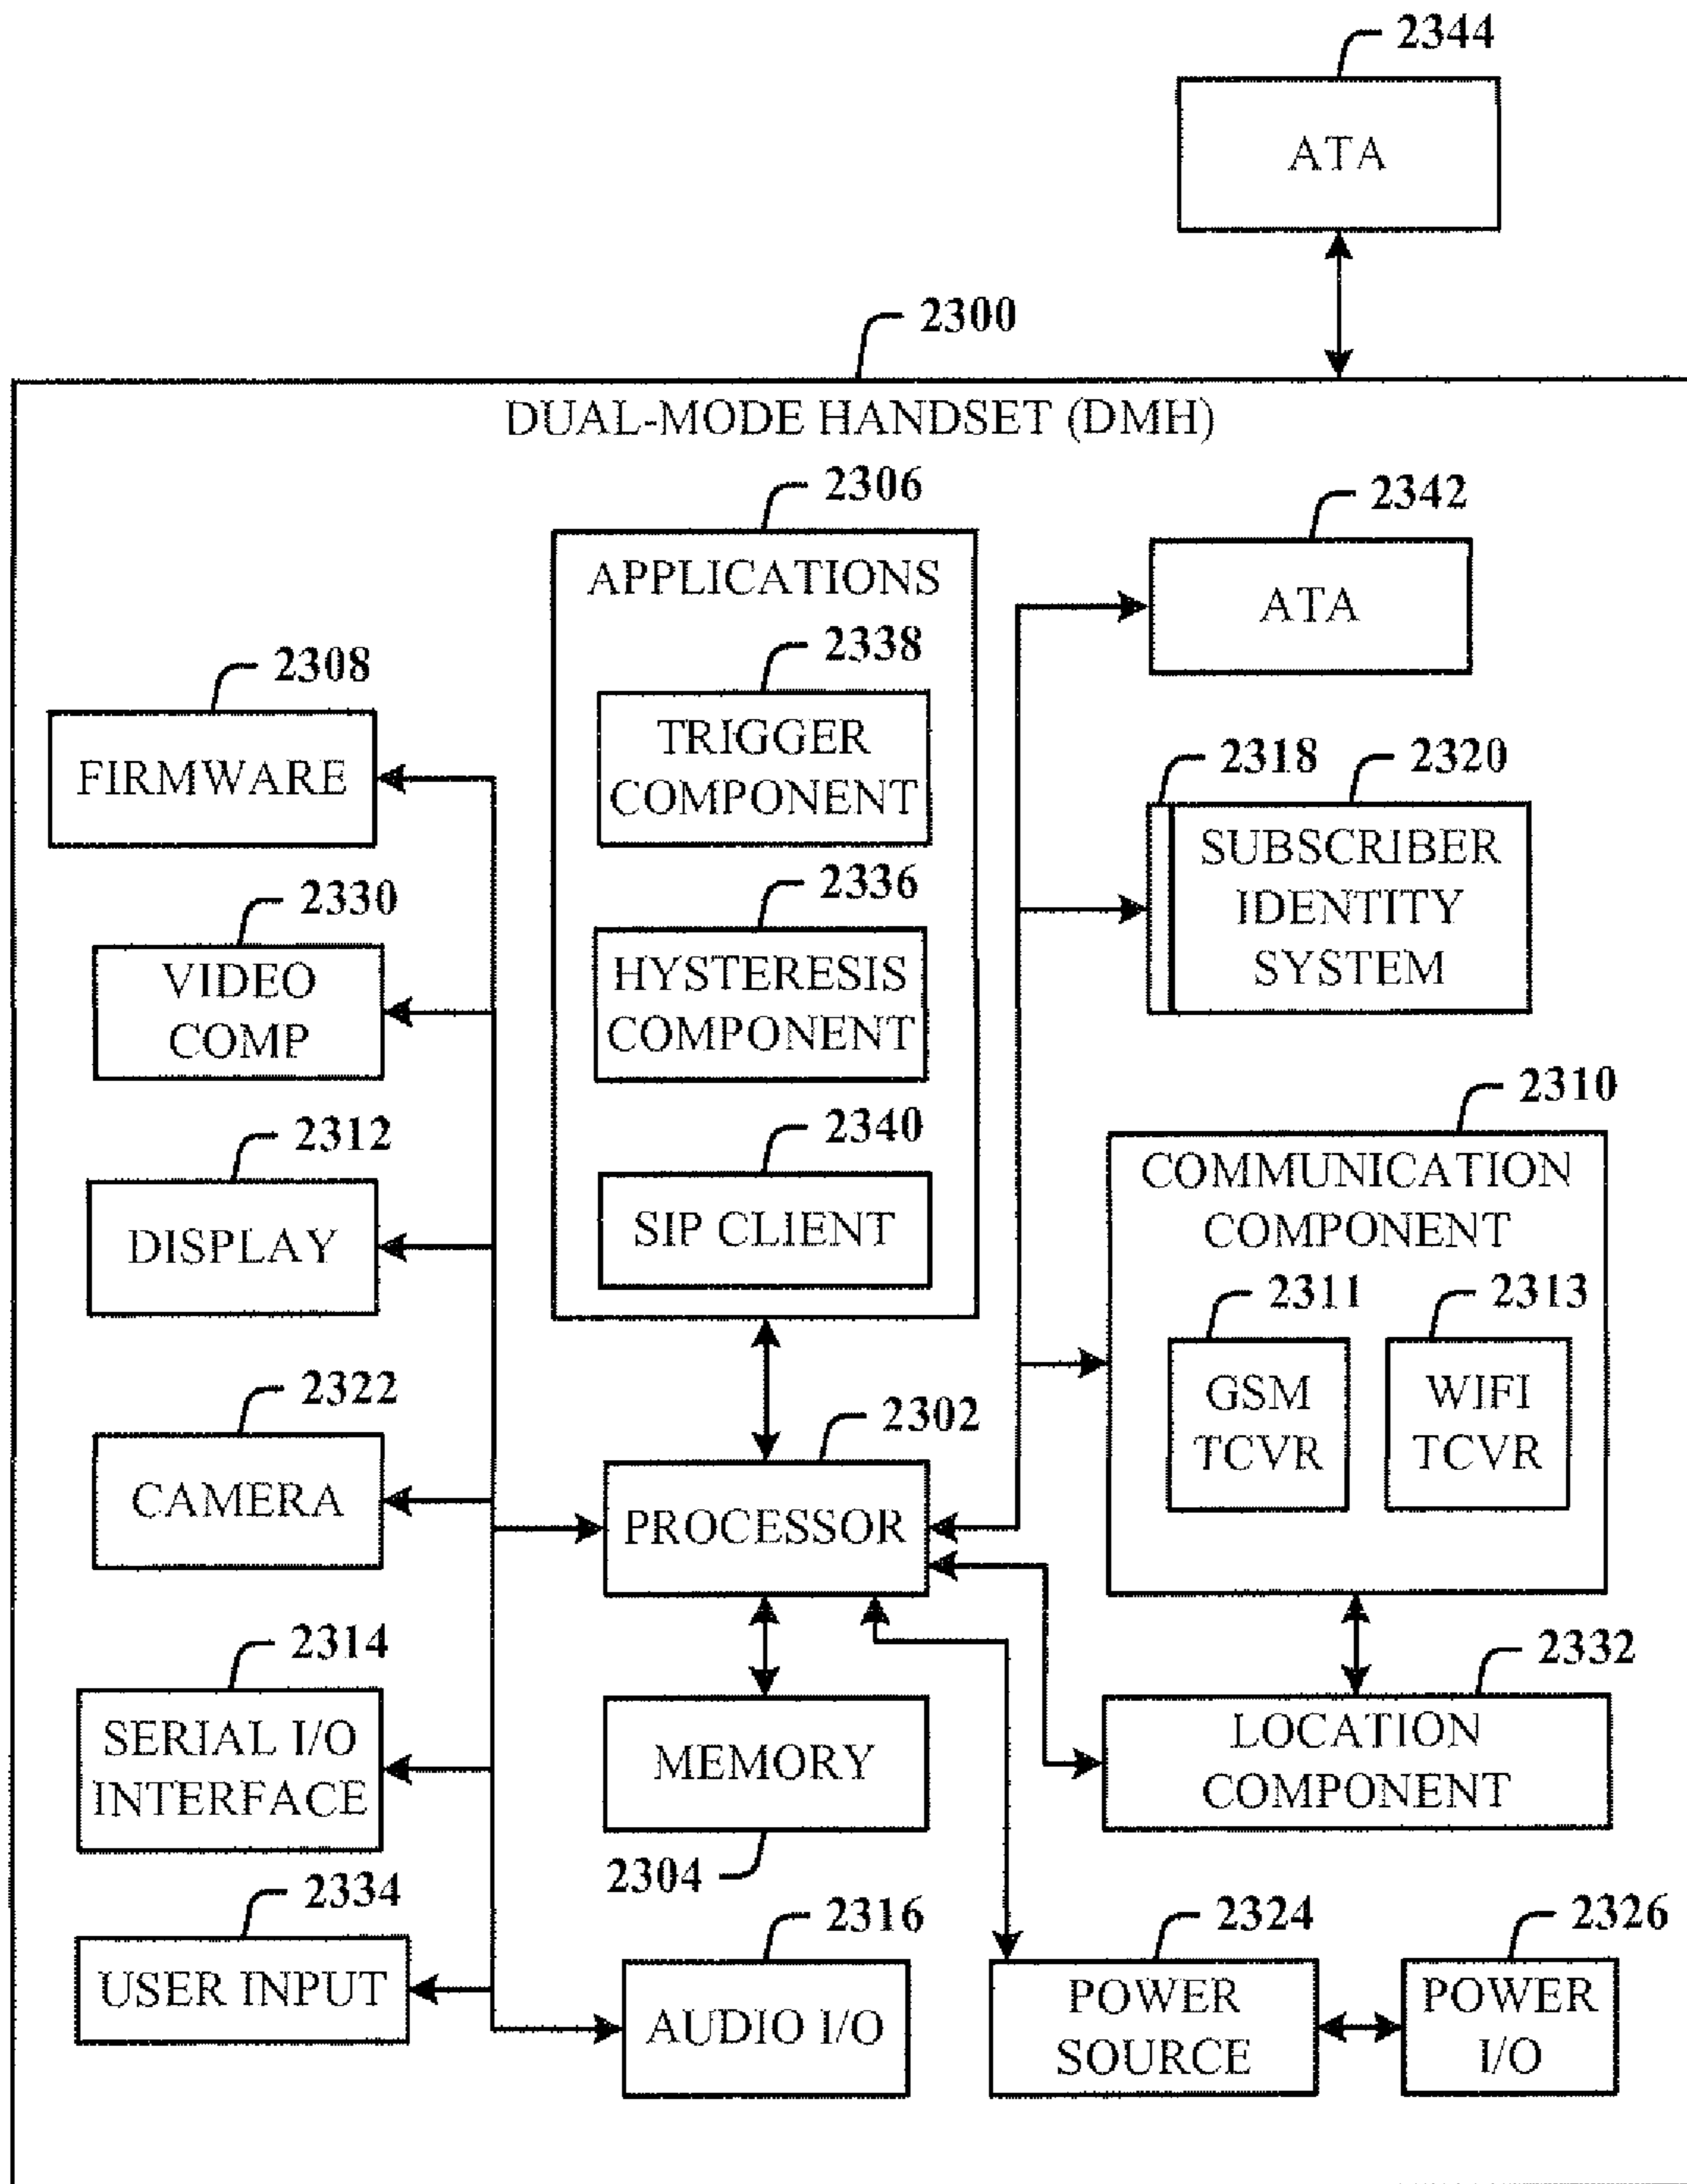 2344
ATA
2300
DUAL-MODE HANDSET (DMH)
2306
APPLICATIONS
2338
TRIGGER
COMPONENT
2336
HYSTERESIS
COMPONENT
2340
SIP CLIENT
2342
ATA
2318
2320
SUBSCRIBER
IDENTITY
SYSTEM
2308
FIRMWARE
2330
VIDEO
COMP
2312
DISPLAY
2322
CAMERA
2314
SERIAL I/O
INTERFACE
2334
USER INPUT
2302
PROCESSOR
MEMORY
2304
2316
AUDIO I/O
2310
COMMUNICATION
COMPONENT
2311
GSM
TCVR
2313
WIFI
TCVR
2332
LOCATION
COMPONENT
2324
POWER
SOURCE
2326
POWER
I/O